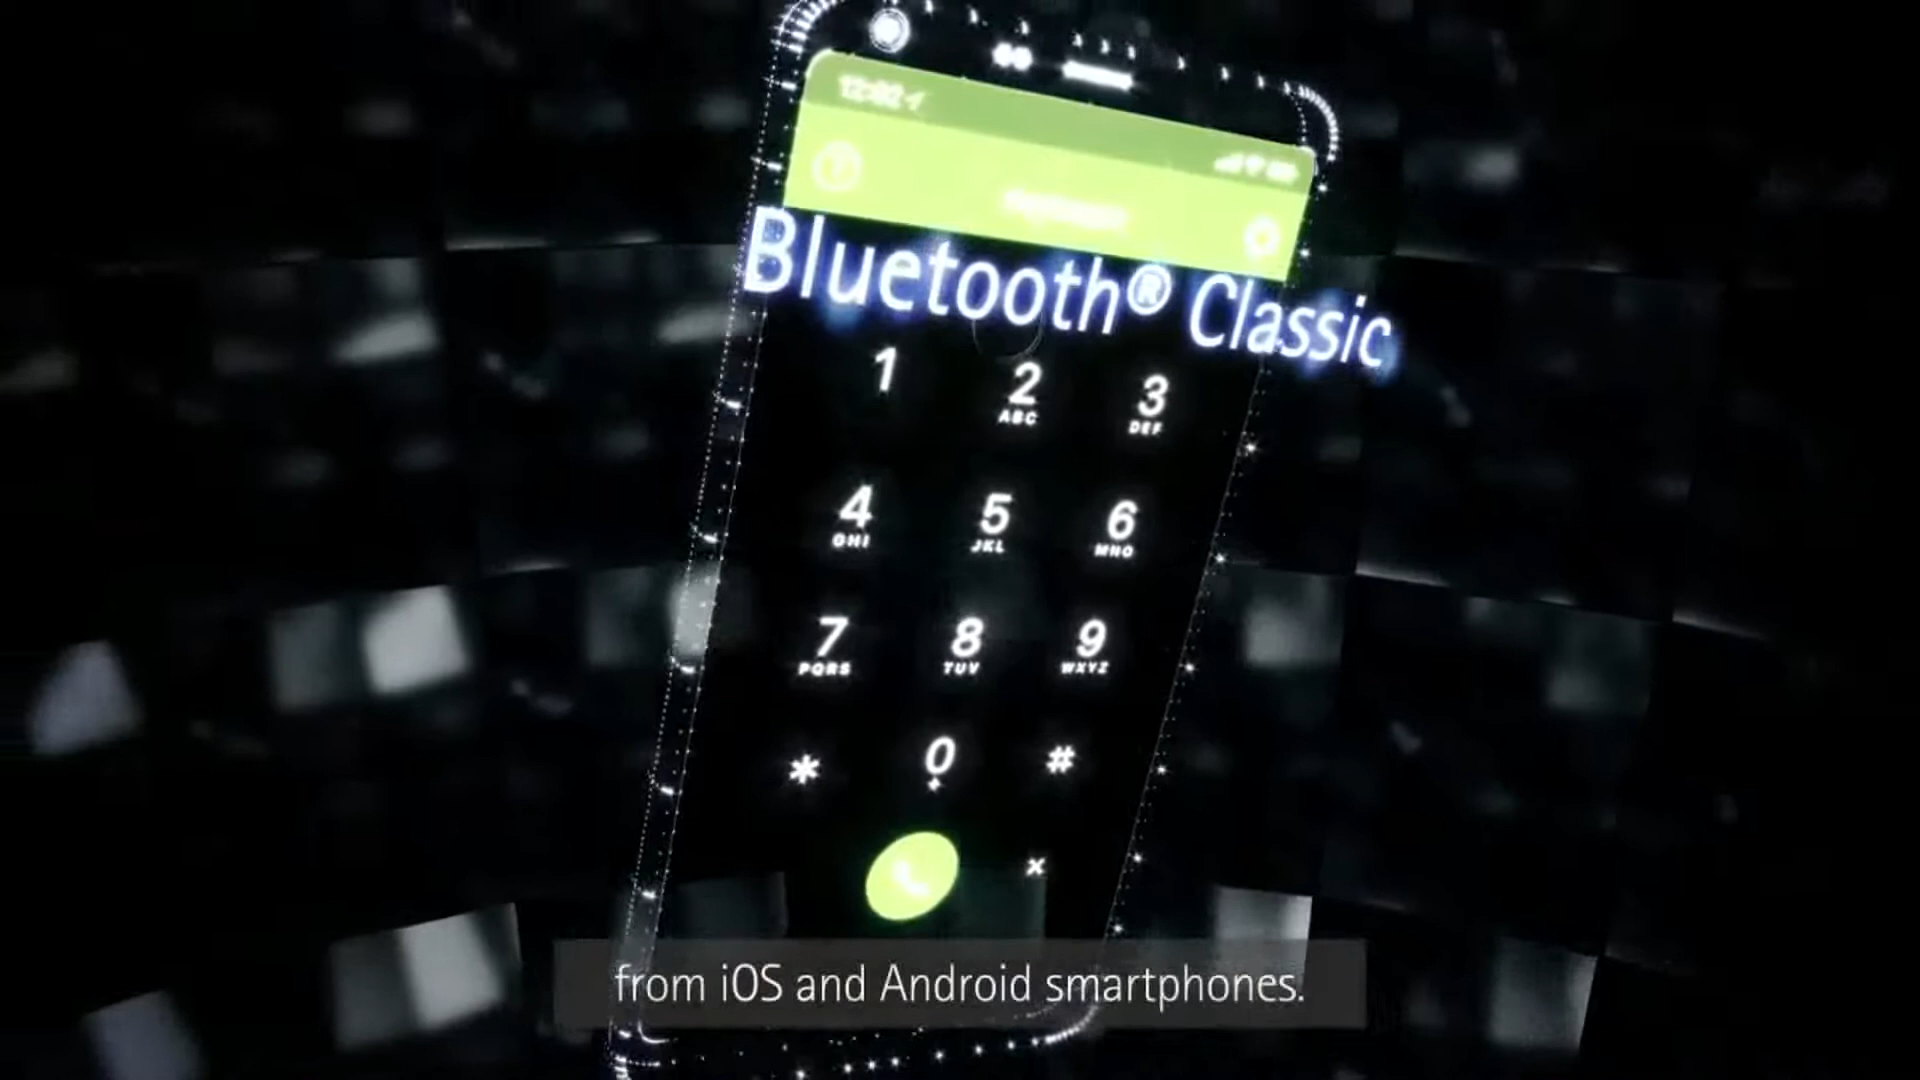 Bluetooth® Classic
1 2 3
ABC DEF
4 5 6
GHI JKL MNO
7 8 9
PQRS TUV WXYZ
* 0 #
+
x
from iOS and Android smartphones.